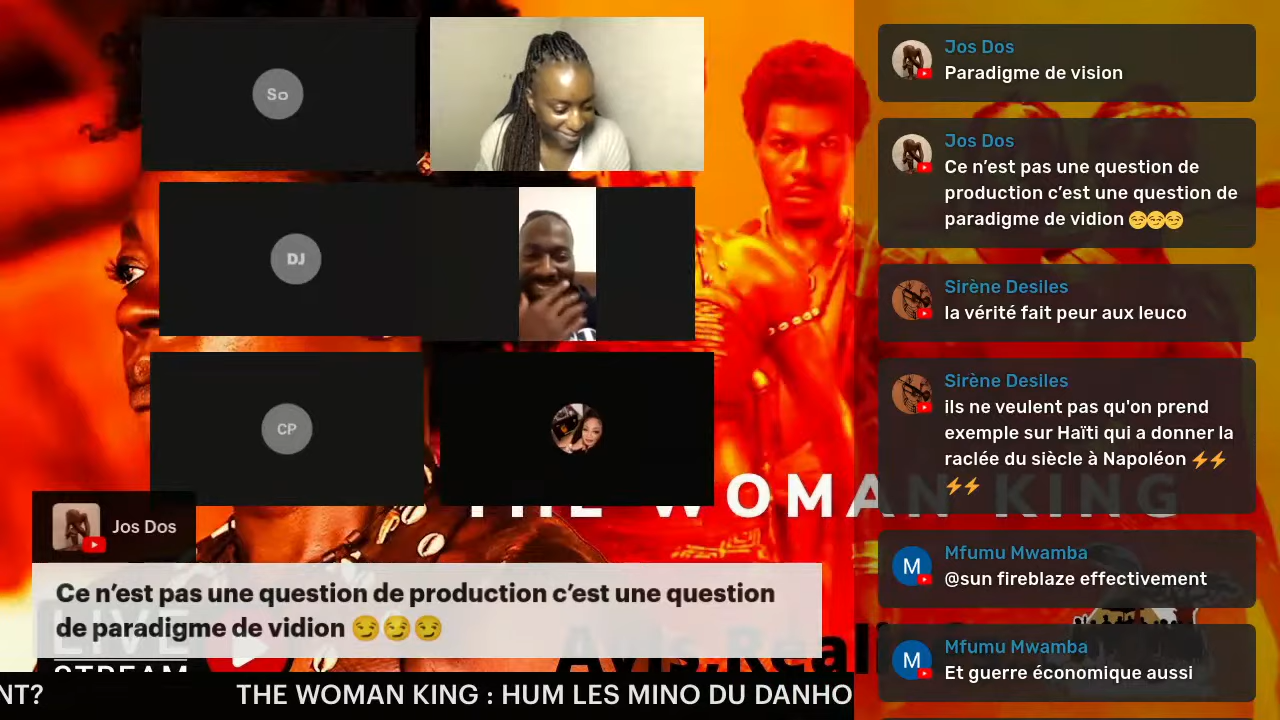 So
DJ
CP
THE WOMAN KING
Jos Dos
Ce n’est pas une question de production c’est une question
de paradigme de vidion 😏😏😏
LIVE
STREAM
NT? THE WOMAN KING : HUM LES MINO DU DANHO
Jos Dos
Paradigme de vision
Jos Dos
Ce n’est pas une question de
production c’est une question de
paradigme de vidion 😏😏😏
Sirène Desiles
la vérité fait peur aux leuco
Sirène Desiles
ils ne veulent pas qu'on prend
exemple sur Haïti qui a donner la
raclée du siècle à Napoléon ⚡⚡
⚡⚡
M
Mfumu Mwamba
@sun fireblaze effectivement
M
Mfumu Mwamba
Et guerre économique aussi